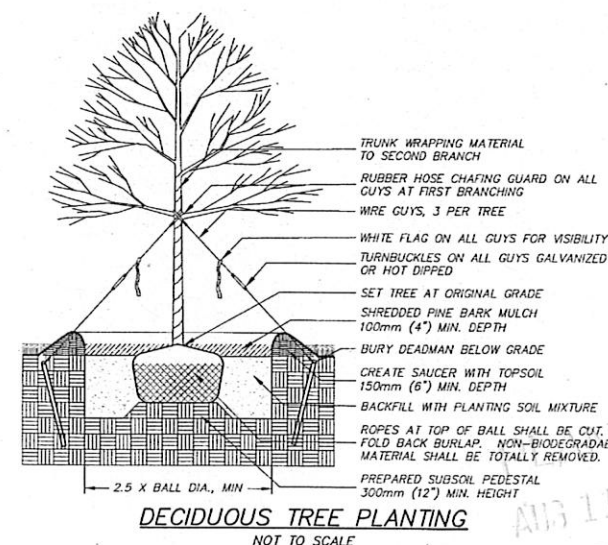 TRUNK WRAPPING MATERIAL
TO SECOND BRANCH
RUBBER HOSE CHAFING GUARD ON ALL
GUYS AT FIRST BRANCHING
WIRE GUYS, 3 PER TREE
WHITE FLAG ON ALL GUYS FOR VISIBILITY
TURNBUCKLES ON ALL GUYS GALVANIZED
OR HOT DIPPED
SET TREE AT ORIGINAL GRADE
SHREDDED PINE BARK MULCH
100mm (4") MIN. DEPTH
BURY DEADMAN BELOW GRADE
CREATE SAUCER WITH TOPSOIL
150mm (6") MIN. DEPTH
BACKFILL WITH PLANTING SOIL MIXTURE
ROPES AT TOP OF BALL SHALL BE CUT.
FOLD BACK BURLAP. NON-BIODEGRADAB
MATERIAL SHALL BE TOTALLY REMOVED.
PREPARED SUBSOIL PEDESTAL
300mm (12") MIN. HEIGHT
2.5 X BALL DIA., MIN
DECIDUOUS TREE PLANTING
NOT TO SCALE
AUG 1